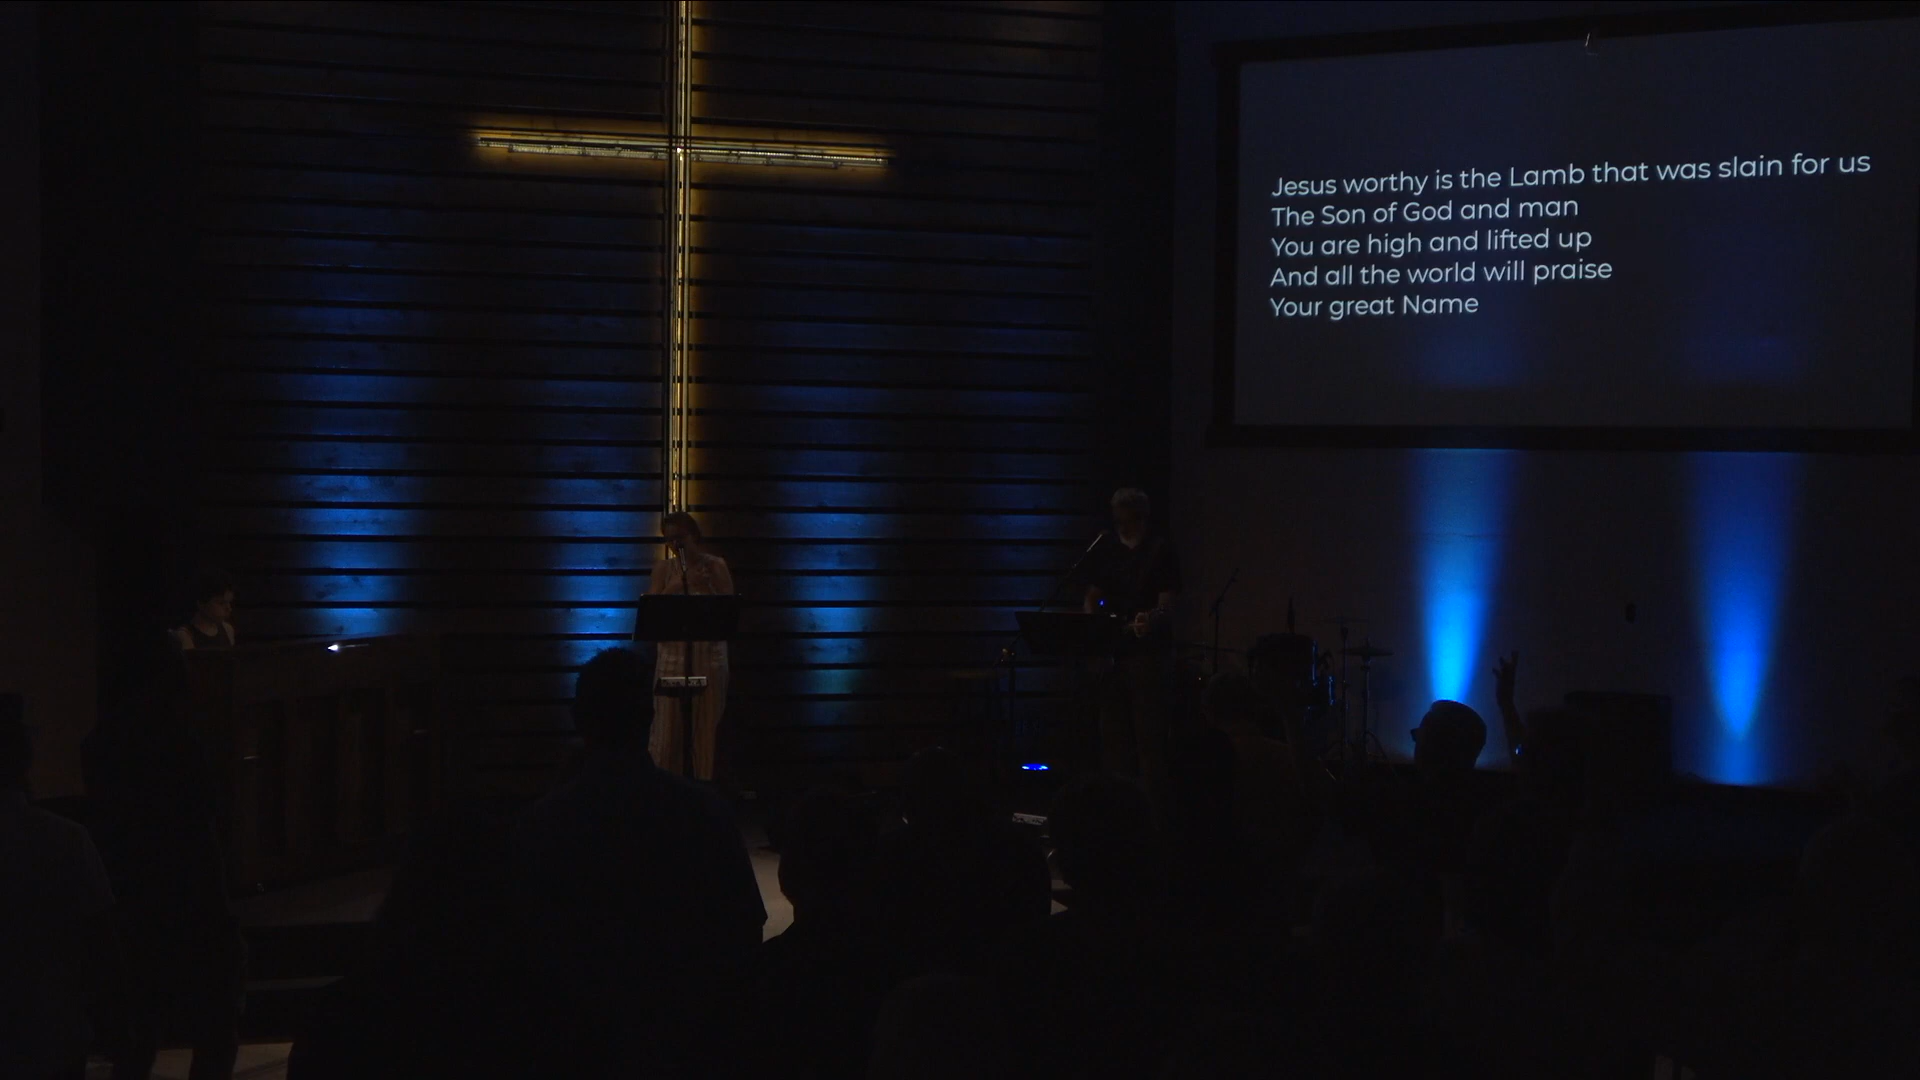 Jesus worthy is the Lamb that was slain for us
The Son of God and man
You are high and lifted up
And all the world will praise
Your great Name